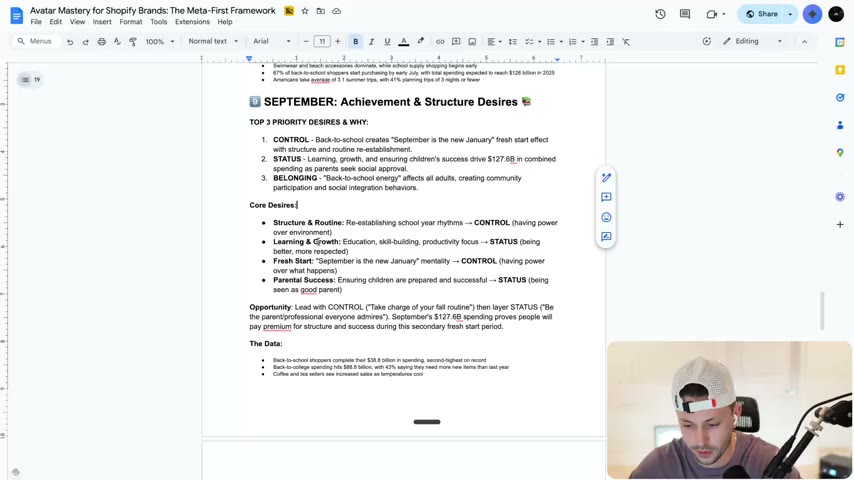 Avatar Mastery for Shopify Brands: The Meta-First Framework
File Edit View Insert Format Tools Extensions Help
Share
Menus
100%
Normal text
Arial
11
B I U A
Editing
19
Swimwear and beach accessories dominate, while school supply shopping begins early
67% of back-to-school shoppers start purchasing by early July, with total spending expected to reach $128 billion in 2025
Americans take average of 3.1 summer trips, with 41% planning trips of 3 nights or fewer
9 SEPTEMBER: Achievement & Structure Desires
TOP 3 PRIORITY DESIRES & WHY:
1. CONTROL - Back-to-school creates "September is the new January" fresh start effect
with structure and routine re-establishment.
2. STATUS - Learning, growth, and ensuring children's success drive $127.6B in combined
spending as parents seek social approval.
3. BELONGING - "Back-to-school energy" affects all adults, creating community
participation and social integration behaviors.
Core Desires:
● Structure & Routine: Re-establishing school year rhythms → CONTROL (having power
over environment)
● Learning & Growth: Education, skill-building, productivity focus → STATUS (being
better, more respected)
● Fresh Start: "September is the new January" mentality → CONTROL (having power
over what happens)
● Parental Success: Ensuring children are prepared and successful → STATUS (being
seen as good parent)
Opportunity: Lead with CONTROL ("Take charge of your fall routine") then layer STATUS ("Be
the parent/professional everyone admires"). September's $127.6B spending proves people will
pay premium for structure and success during this secondary fresh start period.
The Data:
● Back-to-school shoppers complete their $38.8 billion in spending, second-highest on record
● Back-to-college spending hits $88.8 billion, with 43% saying they need more new items than last year
● Coffee and tea sellers see increased sales as temperatures cool